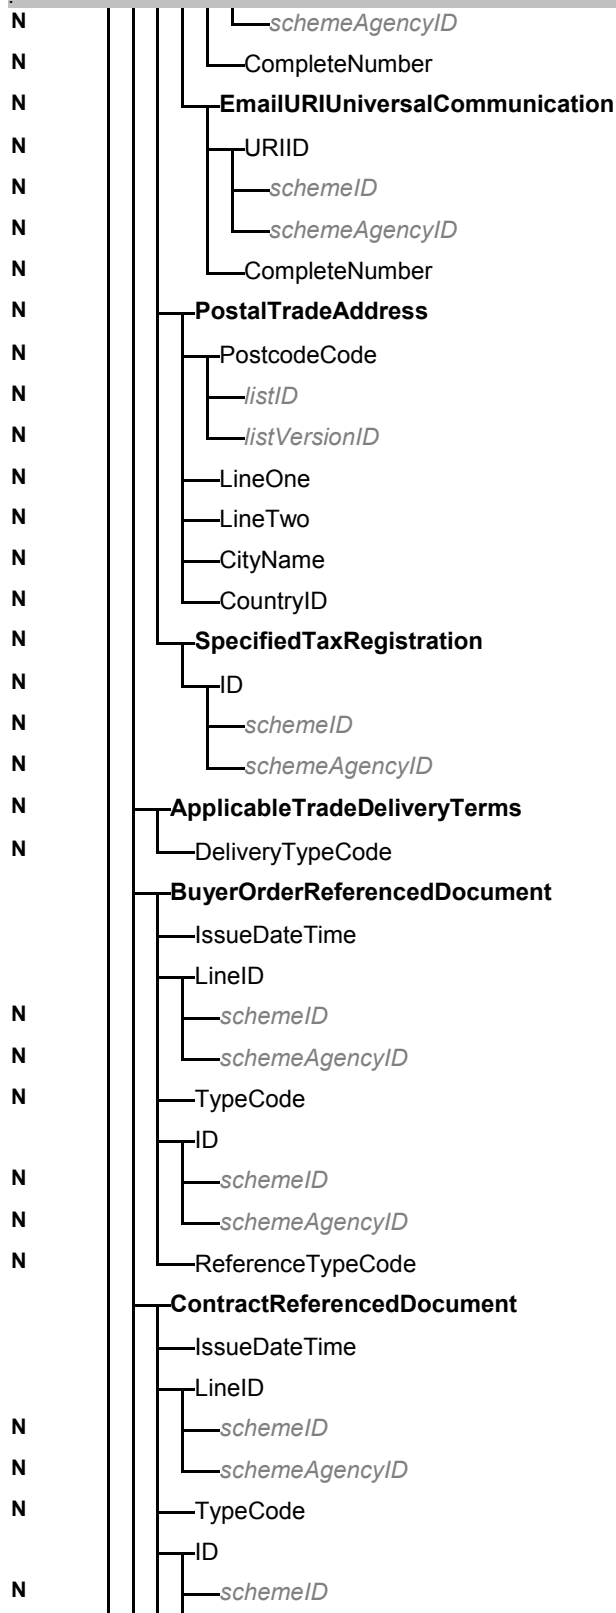 N schemeAgencyID
N CompleteNumber
N EmailURIUniversalCommunication
N URIID
N schemeID
N schemeAgencyID
N CompleteNumber
N PostalTradeAddress
N PostcodeCode
N listID
N listVersionID
N LineOne
N LineTwo
N CityName
N CountryID
N SpecifiedTaxRegistration
N ID
N schemeID
N schemeAgencyID
N ApplicableTradeDeliveryTerms
N DeliveryTypeCode
BuyerOrderReferencedDocument
IssueDateTime
LineID
N schemeID
N schemeAgencyID
N TypeCode
ID
N schemeID
N schemeAgencyID
N ReferenceTypeCode
ContractReferencedDocument
IssueDateTime
LineID
N schemeID
N schemeAgencyID
N TypeCode
ID
N schemeID